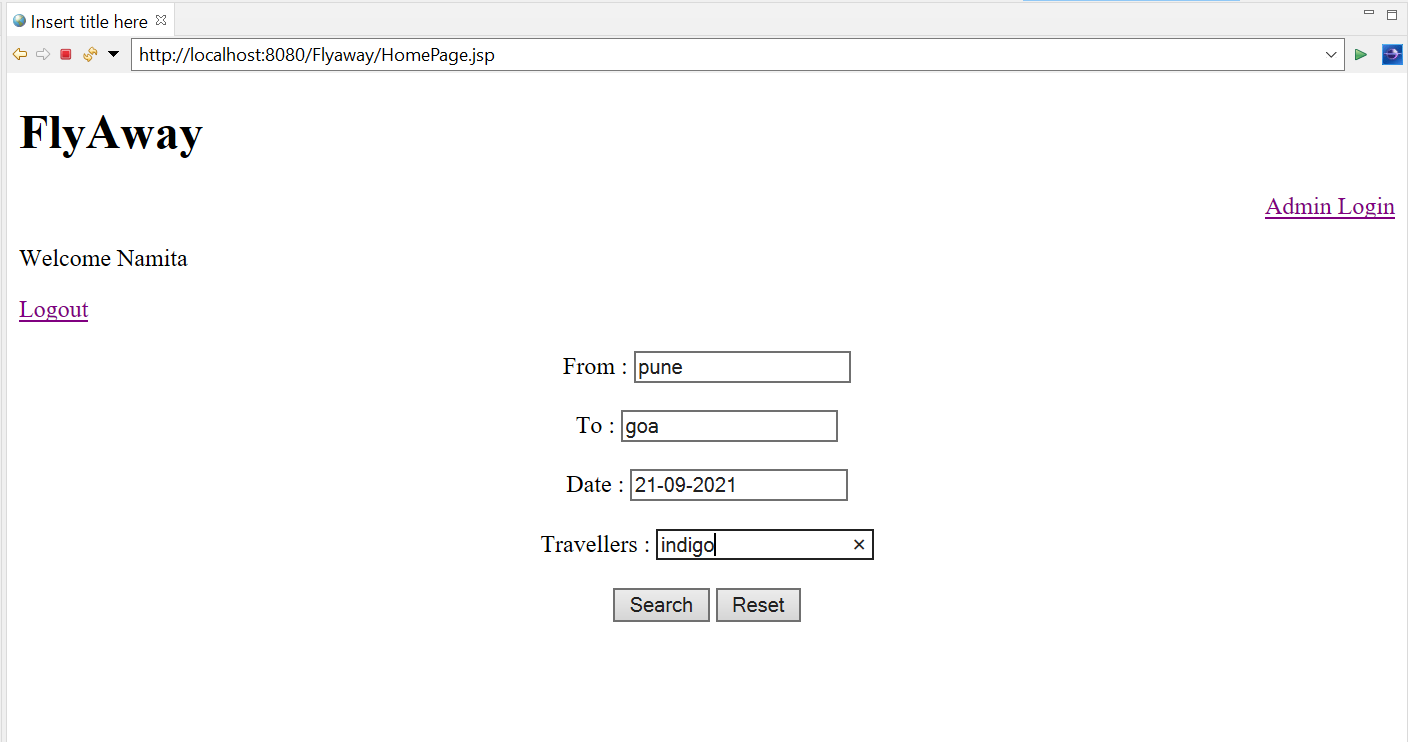 Insert title here
http://localhost:8080/Flyaway/HomePage.jsp
FlyAway
Admin Login
Welcome Namita
Logout
From : pune
To : goa
Date : 21-09-2021
Travellers : indigo
Search Reset